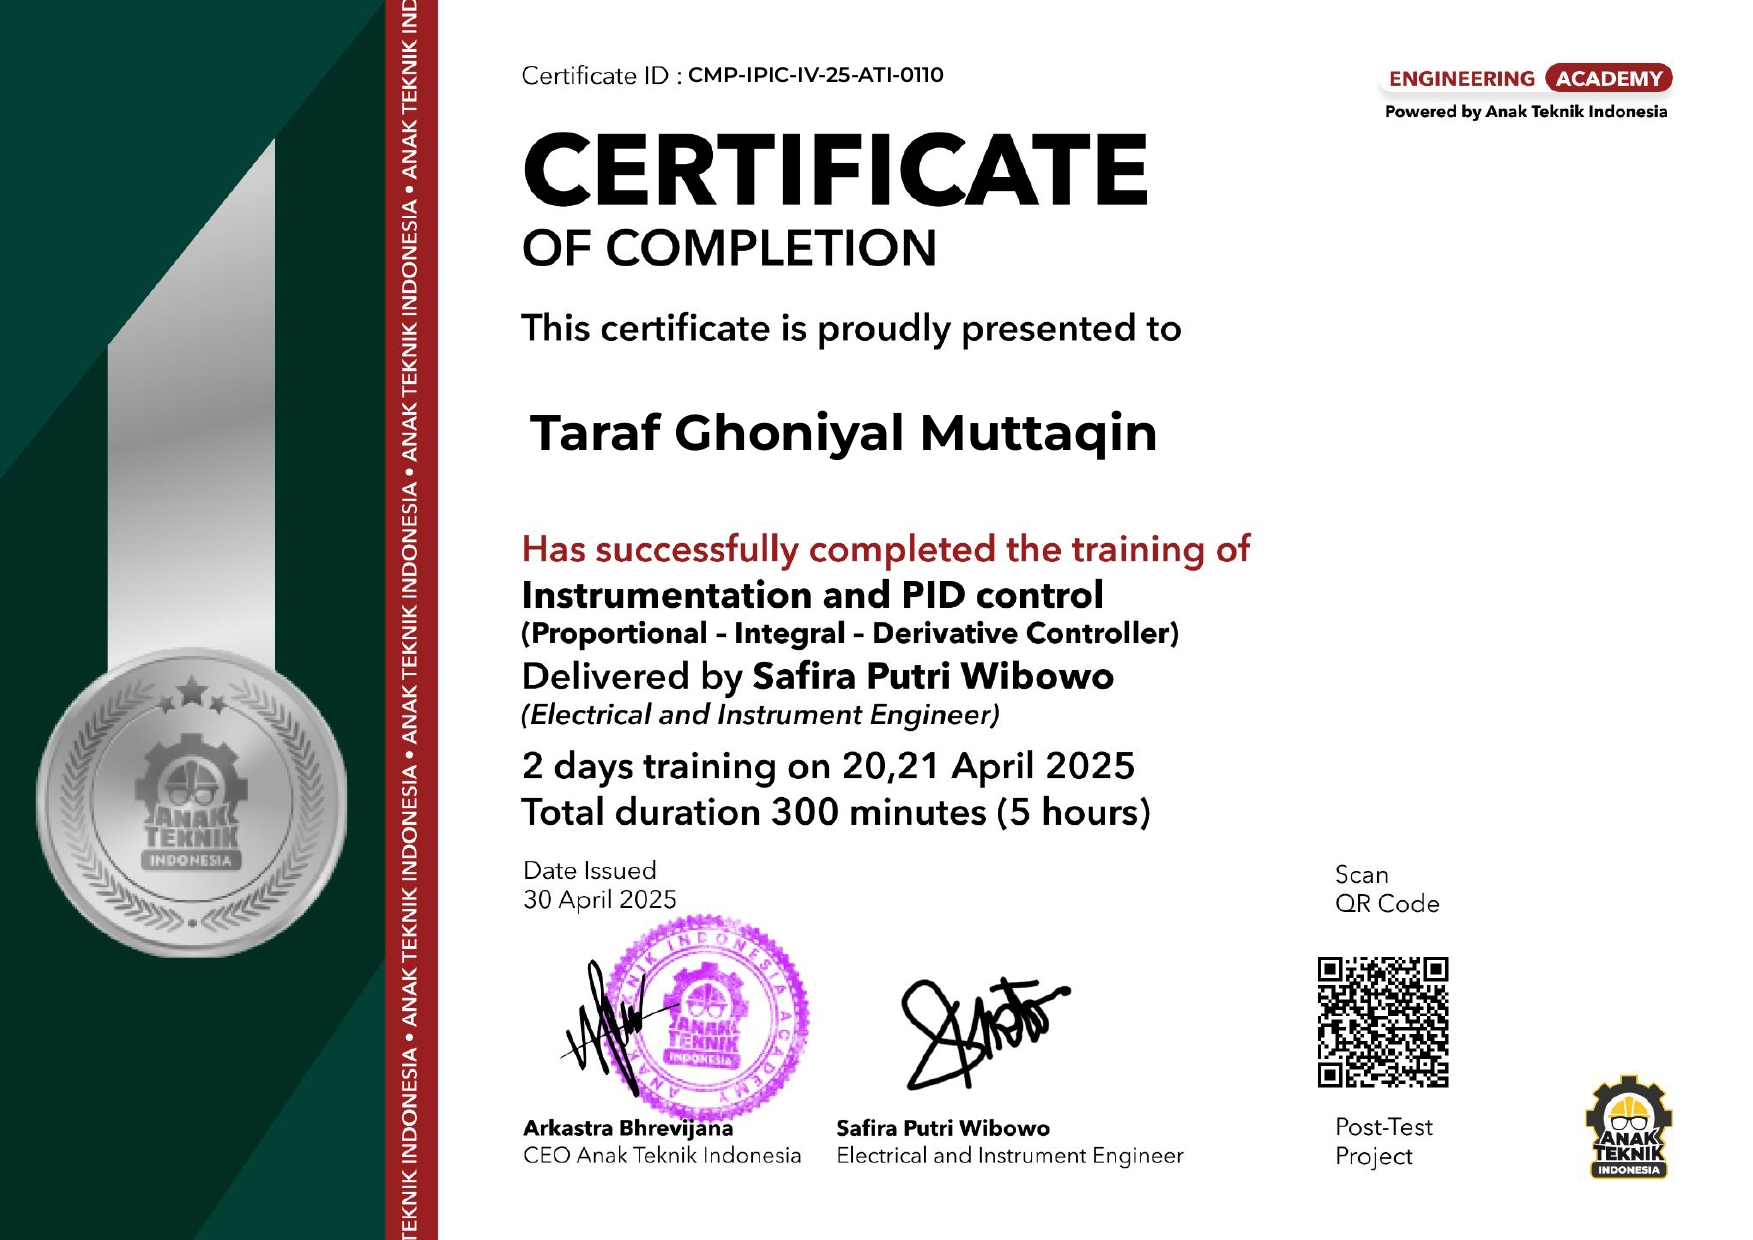 Certificate ID : CMP-IPIC-IV-25-ATI-0110
ENGINEERING ACADEMY
Powered by Anak Teknik Indonesia
CERTIFICATE
OF COMPLETION
This certificate is proudly presented to
Taraf Ghoniyal Muttaqin
Has successfully completed the training of
Instrumentation and PID control
(Proportional - Integral - Derivative Controller)
Delivered by Safira Putri Wibowo
(Electrical and Instrument Engineer)
2 days training on 20,21 April 2025
Total duration 300 minutes (5 hours)
Date Issued
30 April 2025
Scan
QR Code
Arkastra Bhrevijana
CEO Anak Teknik Indonesia
Safira Putri Wibowo
Electrical and Instrument Engineer
Post-Test
Project
TEKNIK INDONESIA • ANAK TEKNIK INDONESIA • ANAK TEKNIK INDONESIA • ANAK TEKNIK INDONESIA • ANAK TEKNIK IND
ANAK
TEKNIK
INDONESIA
ANAK TEKNIK INDONESIA ACADEMY
ANAK
TEKNIK
INDONESIA
ANAK
TEKNIK
INDONESIA